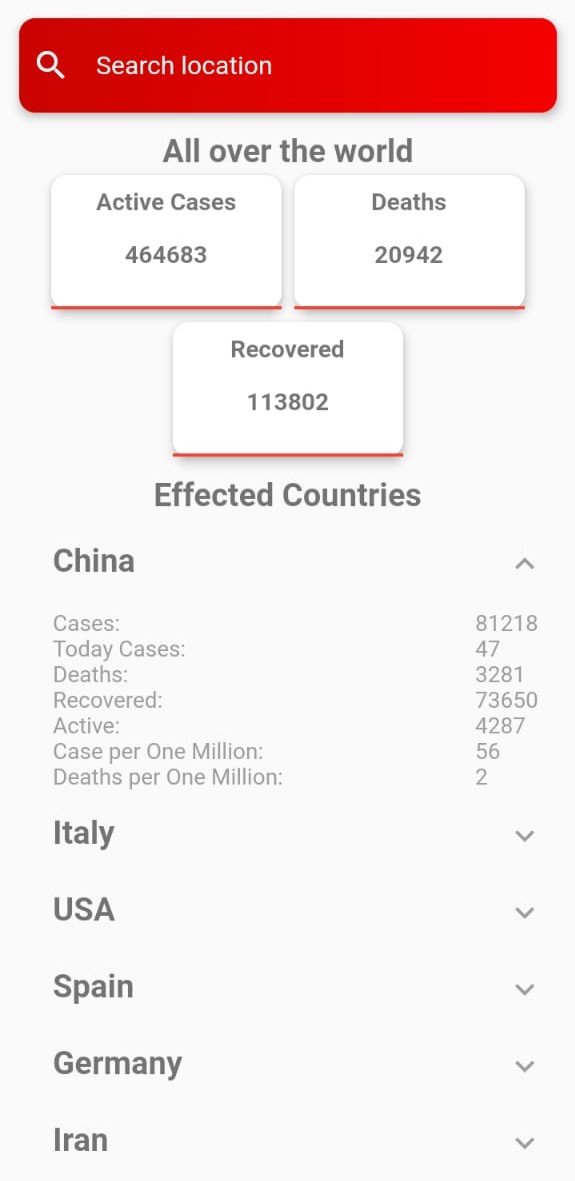 Search location
All over the world
Active Cases Deaths
464683 20942
Recovered
113802
Effected Countries
China
Cases: 81218
Today Cases: 47
Deaths: 3281
Recovered: 73650
Active: 4287
Case per One Million: 56
Deaths per One Million: 2
Italy
USA
Spain
Germany
Iran